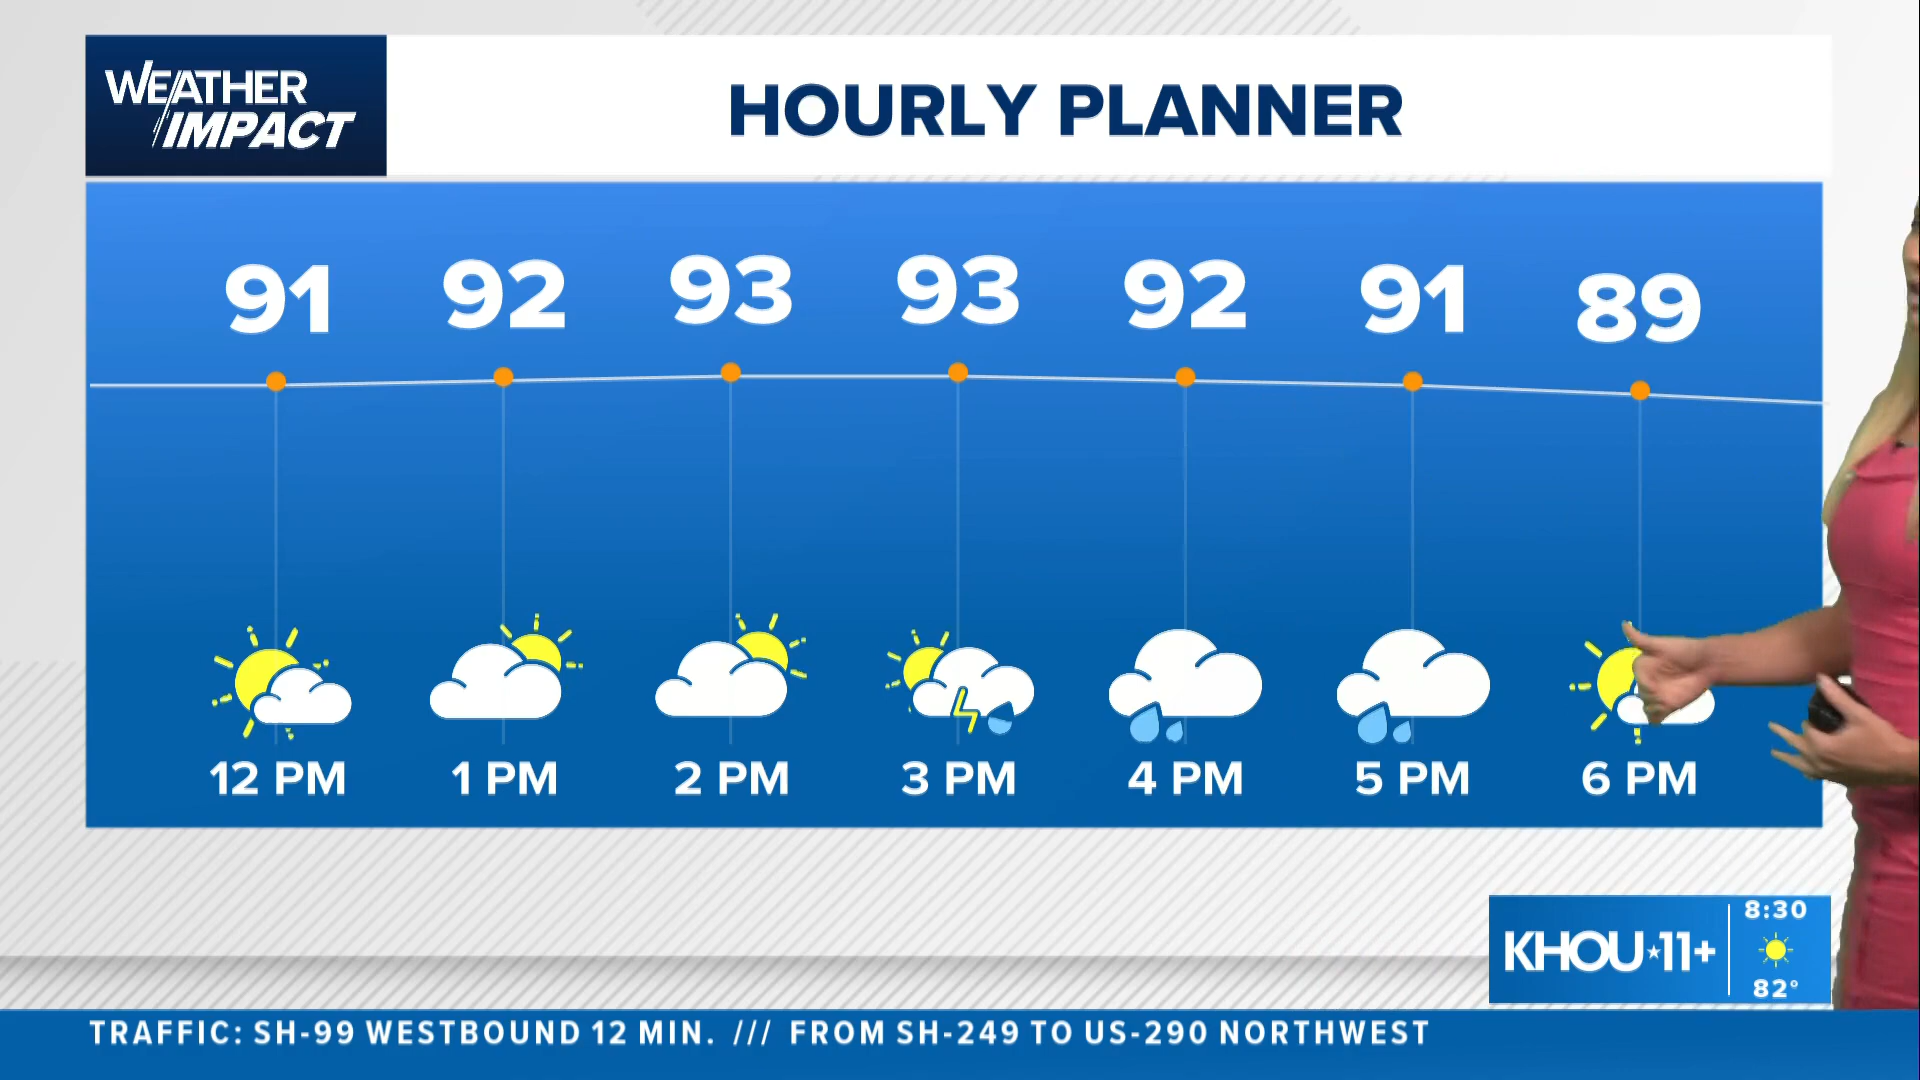 WEATHER
IMPACT
HOURLY PLANNER
91 92 93 93 92 91 89
12 PM 1 PM 2 PM 3 PM 4 PM 5 PM 6 PM
KHOU★11+
8:30
82°
TRAFFIC: SH-99 WESTBOUND 12 MIN. /// FROM SH-249 TO US-290 NORTHWEST